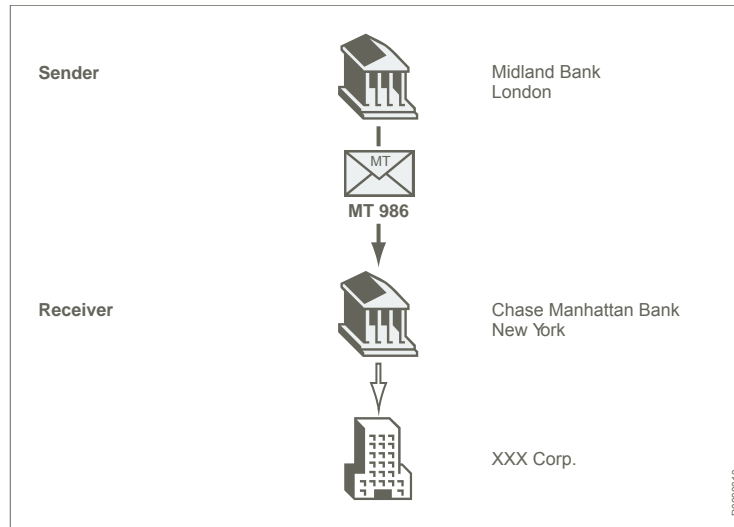 Sender
Midland Bank
London
MT
MT 986
Receiver
Chase Manhattan Bank
New York
XXX Corp.